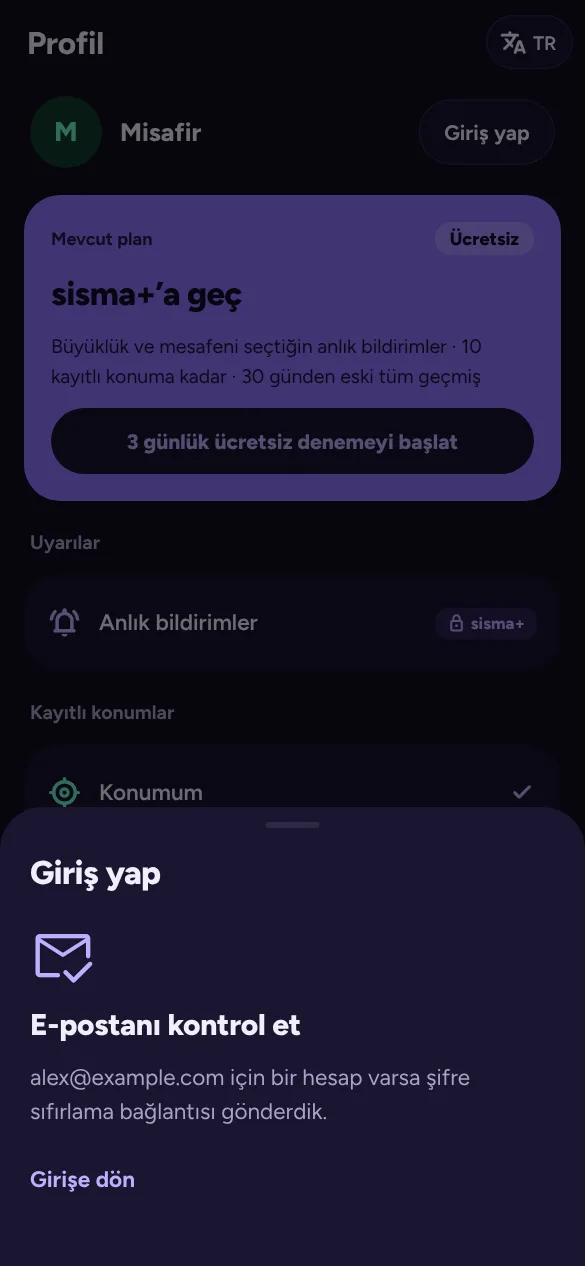 Profil
TR
M
Misafir
Giriş yap
Mevcut plan
Ücretsiz
sisma+’a geç
Büyüklük ve mesafeni seçtiğin anlık bildirimler · 10
kayıtlı konuma kadar · 30 günden eski tüm geçmiş
3 günlük ücretsiz denemeyi başlat
Uyarılar
Anlık bildirimler
sisma+
Kayıtlı konumlar
Konumum
Giriş yap
E-postanı kontrol et
alex@example.com için bir hesap varsa şifre
sıfırlama bağlantısı gönderdik.
Girişe dön